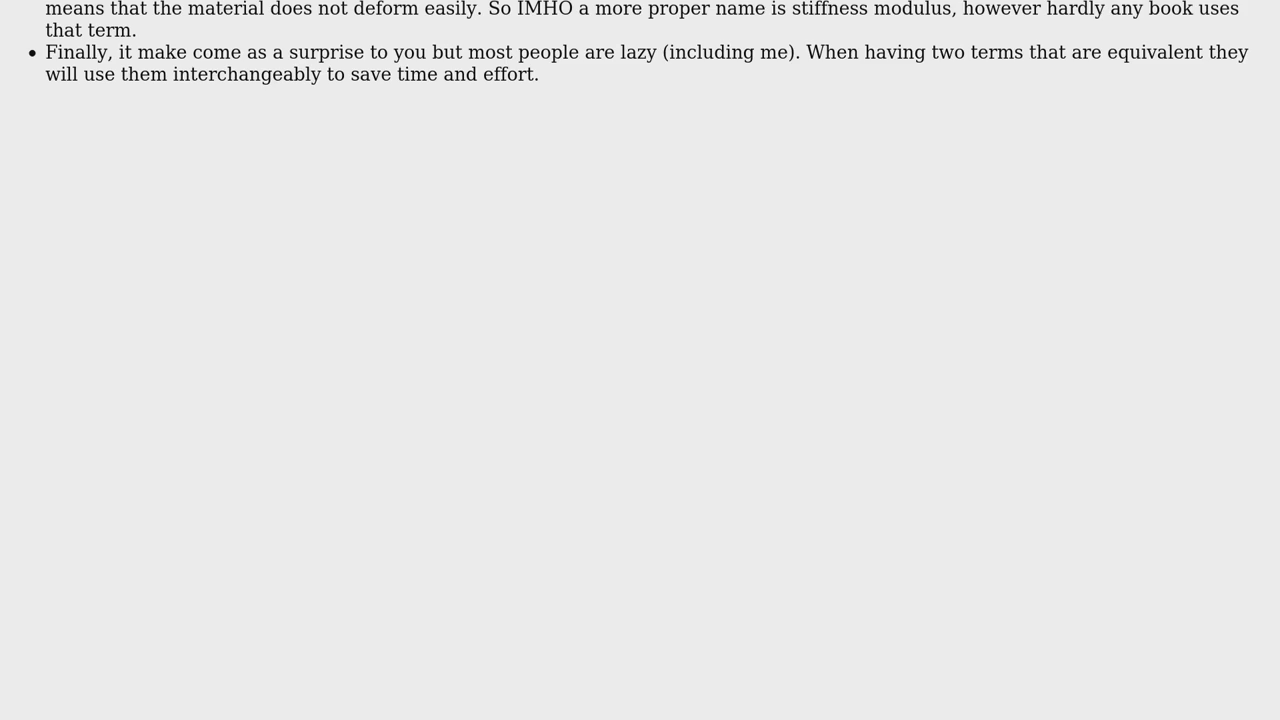 means that the material does not deform easily. So IMHO a more proper name is stiffness modulus, however hardly any book uses
that term.
• Finally, it make come as a surprise to you but most people are lazy (including me). When having two terms that are equivalent they
will use them interchangeably to save time and effort.